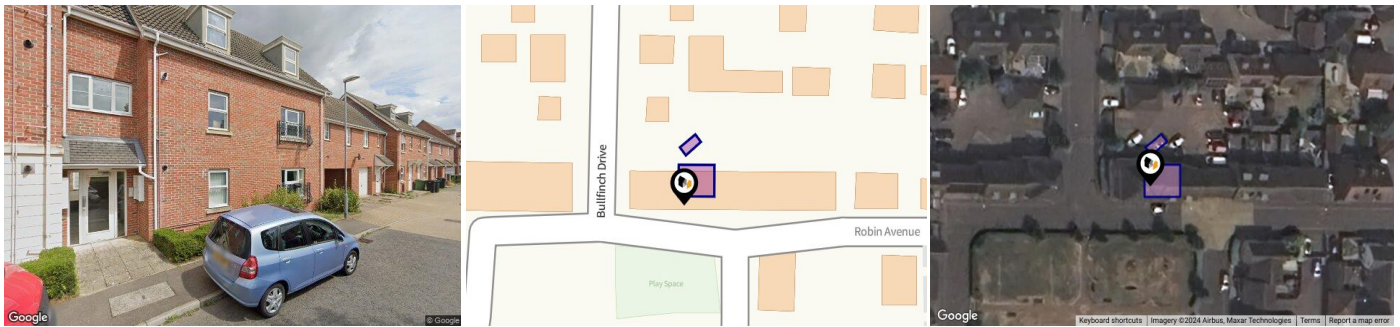 Google
© Google
Bullfinch Drive
Robin Avenue
Play Space
Google
Keyboard shortcuts
Imagery ©2024 Airbus, Maxar Technologies
Terms
Report a map error